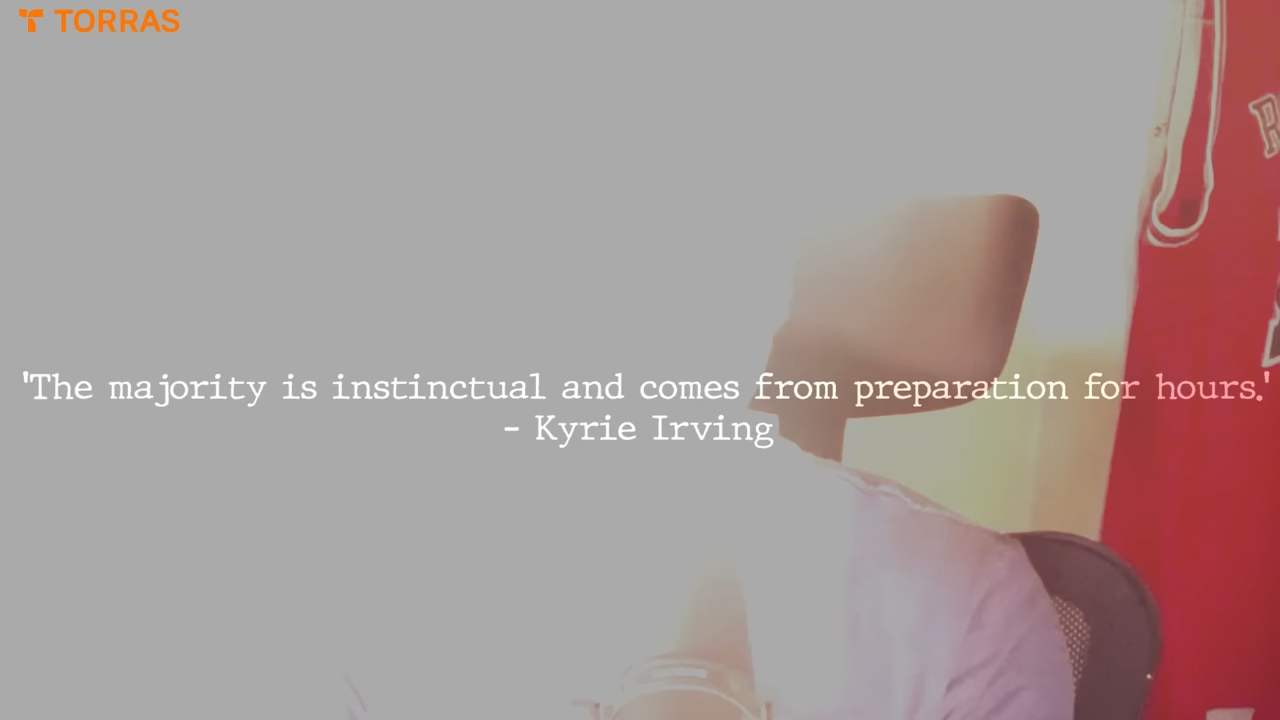 TORRAS
'The majority is instinctual and comes from preparation for hours.'
- Kyrie Irving